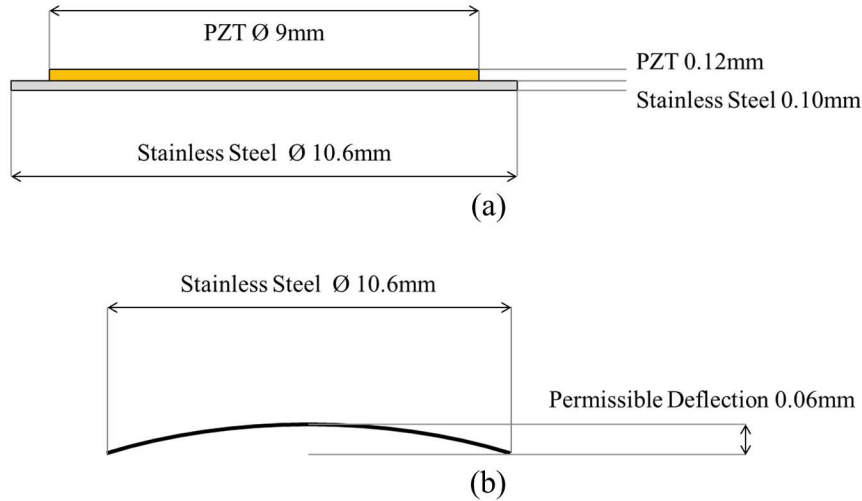 PZT Ø 9mm
PZT 0.12mm
Stainless Steel 0.10mm
Stainless Steel Ø 10.6mm
(a)
Stainless Steel Ø 10.6mm
Permissible Deflection 0.06mm
(b)